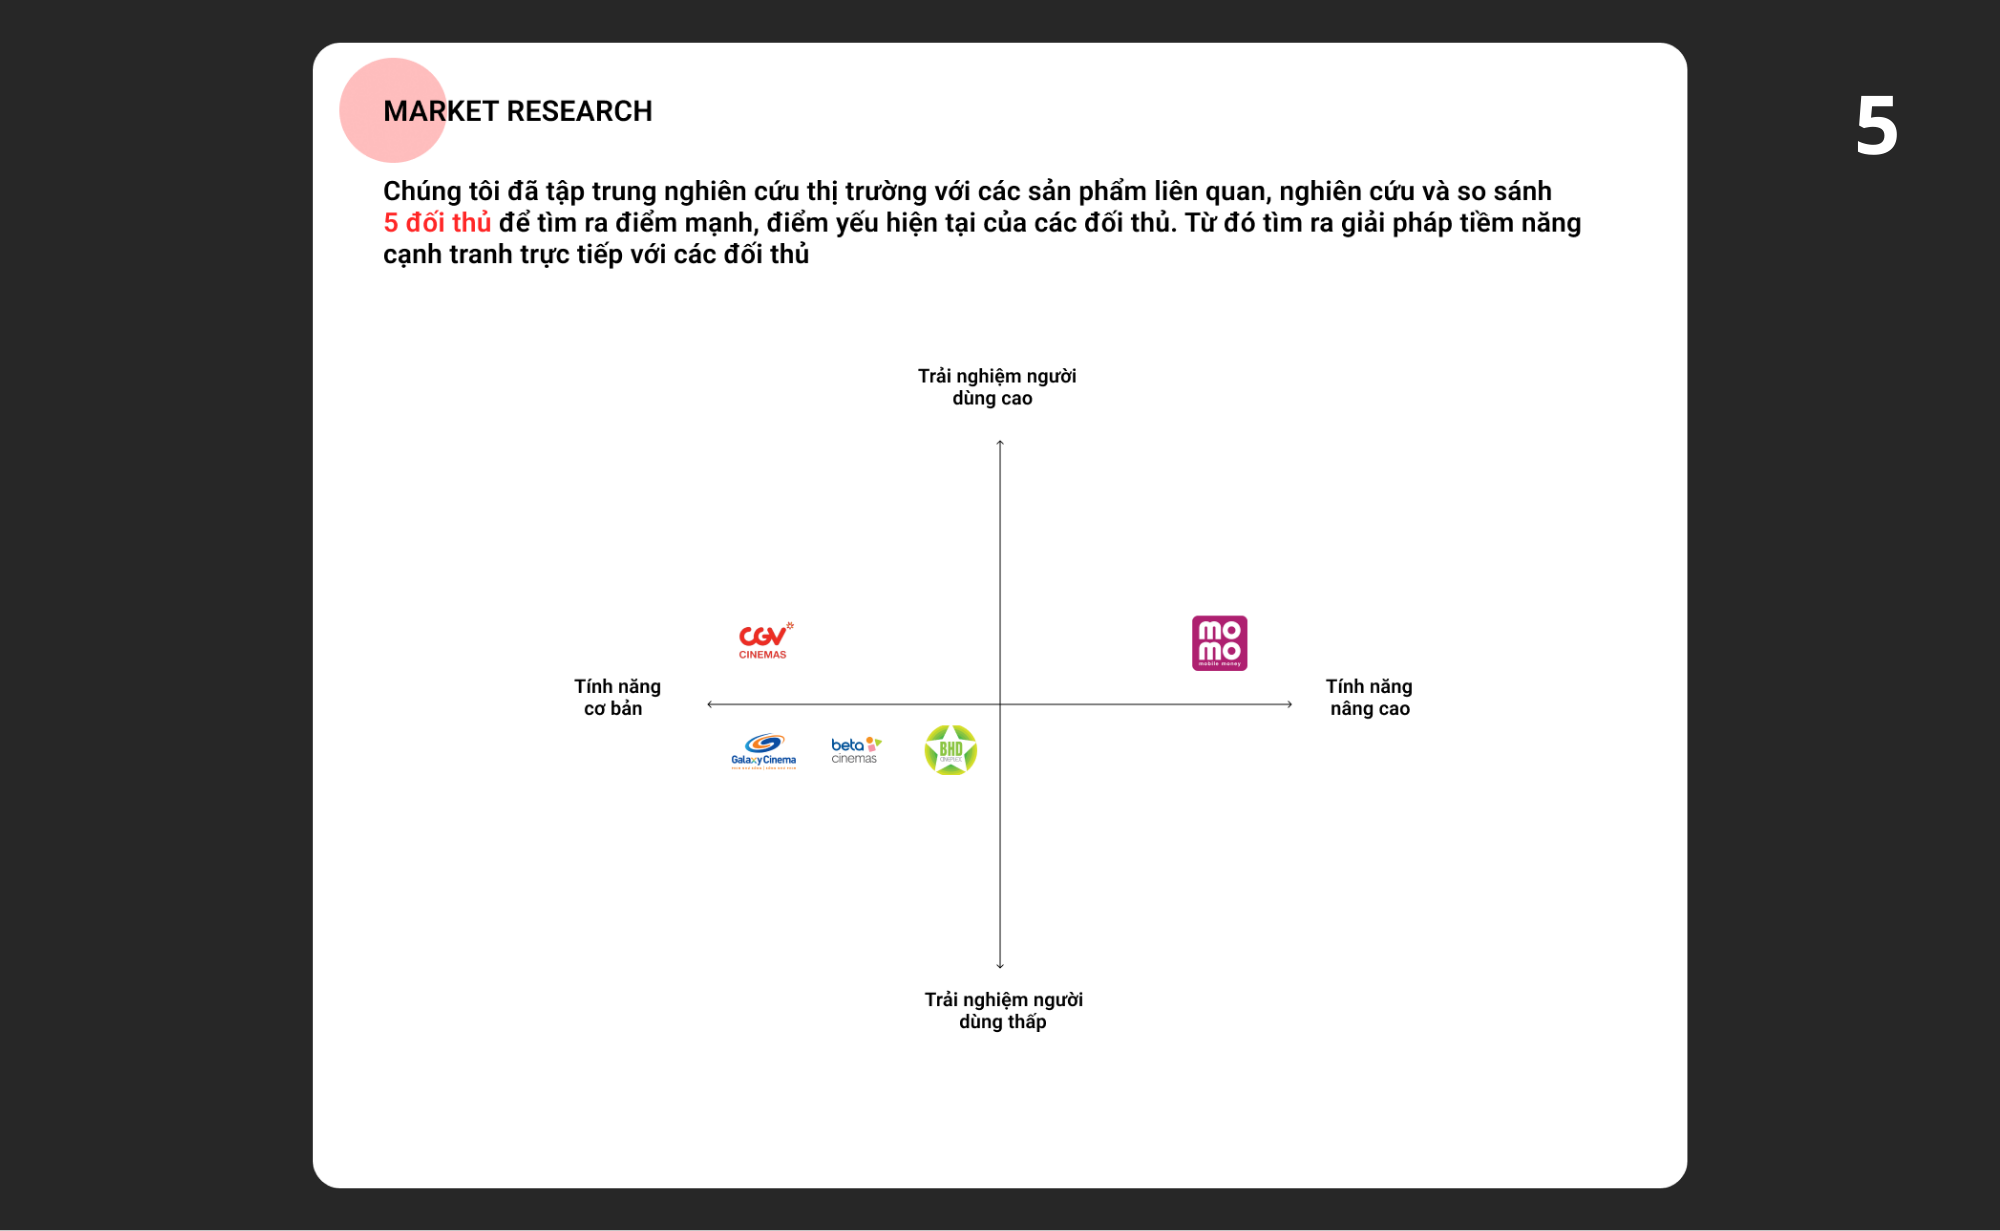 MARKET RESEARCH
5
Chúng tôi đã tập trung nghiên cứu thị trường với các sản phẩm liên quan, nghiên cứu và so sánh
5 đối thủ để tìm ra điểm mạnh, điểm yếu hiện tại của các đối thủ. Từ đó tìm ra giải pháp tiềm năng
cạnh tranh trực tiếp với các đối thủ
Trải nghiệm người
dùng cao
CGV
CINEMAS
mo
mo
mobile money
Tính năng
cơ bản
Tính năng
nâng cao
Galaxy Cinema
beta
cinemas
BHD
CINEPLEX
Trải nghiệm người
dùng thấp